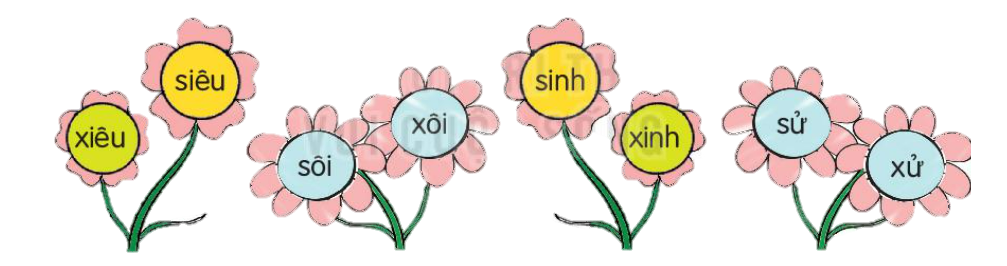 siêu
xiêu
xôi
sôi
sinh
xinh
sử
xử